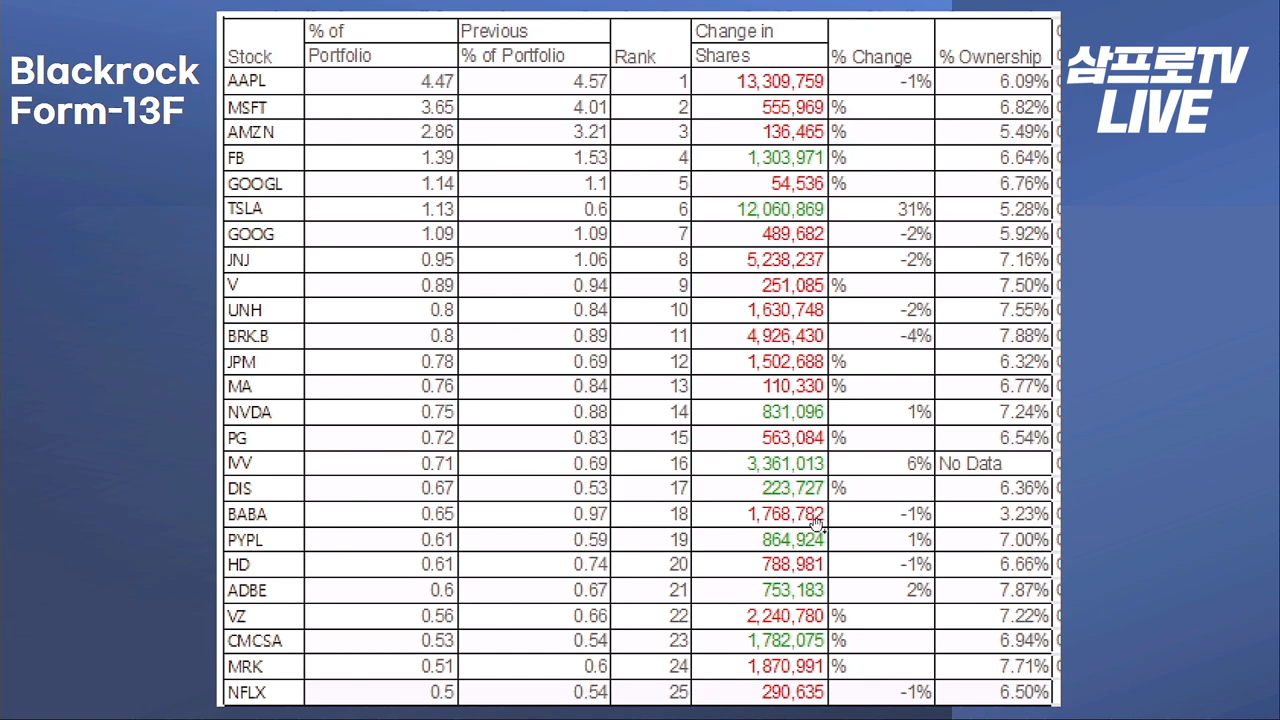 Blackrock
Form-13F
삼프로TV
LIVE
% of Previous Change in
Stock Portfolio % of Portfolio Rank Shares % Change % Ownership
AAPL 4.47 4.57 1 13,309,759 -1% 6.09%
MSFT 3.65 4.01 2 555,969 % 6.82%
AMZN 2.86 3.21 3 136,465 % 5.49%
FB 1.39 1.53 4 1,303,971 % 6.64%
GOOGL 1.14 1.1 5 54,536 % 6.76%
TSLA 1.13 0.6 6 12,060,869 31% 5.28%
GOOG 1.09 1.09 7 489,682 -2% 5.92%
JNJ 0.95 1.06 8 5,238,237 -2% 7.16%
V 0.89 0.94 9 251,085 % 7.50%
UNH 0.8 0.84 10 1,630,748 -2% 7.55%
BRK.B 0.8 0.89 11 4,926,430 -4% 7.88%
JPM 0.78 0.69 12 1,502,688 % 6.32%
MA 0.76 0.84 13 110,330 % 6.77%
NVDA 0.75 0.88 14 831,096 1% 7.24%
PG 0.72 0.83 15 563,084 % 6.54%
IVV 0.71 0.69 16 3,361,013 6% No Data
DIS 0.67 0.53 17 223,727 % 6.36%
BABA 0.65 0.97 18 1,768,782 -1% 3.23%
PYPL 0.61 0.59 19 864,924 1% 7.00%
HD 0.61 0.74 20 788,981 -1% 6.66%
ADBE 0.6 0.67 21 753,183 2% 7.87%
VZ 0.56 0.66 22 2,240,780 % 7.22%
CMCSA 0.53 0.54 23 1,782,075 % 6.94%
MRK 0.51 0.6 24 1,870,991 % 7.71%
NFLX 0.5 0.54 25 290,635 -1% 6.50%